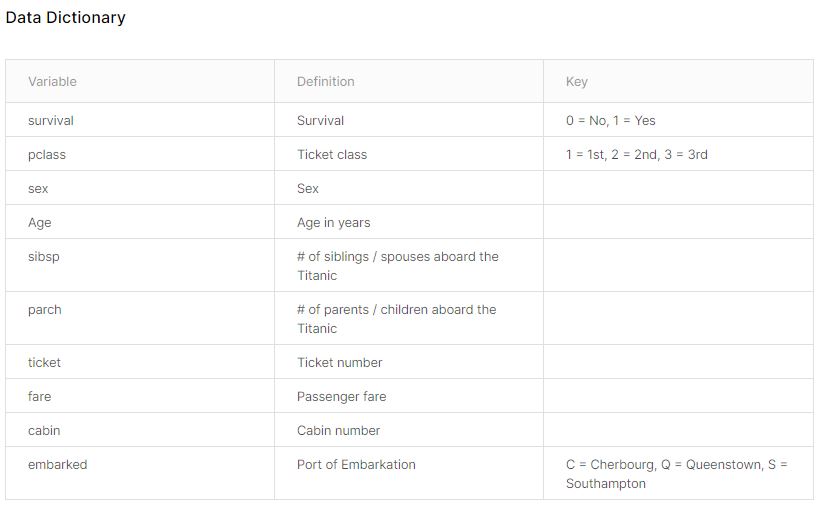 Data Dictionary
Variable Definition Key
survival Survival 0 = No, 1 = Yes
pclass Ticket class 1 = 1st, 2 = 2nd, 3 = 3rd
sex Sex
Age Age in years
sibsp # of siblings / spouses aboard the
Titanic
parch # of parents / children aboard the
Titanic
ticket Ticket number
fare Passenger fare
cabin Cabin number
embarked Port of Embarkation C = Cherbourg, Q = Queenstown, S =
Southampton